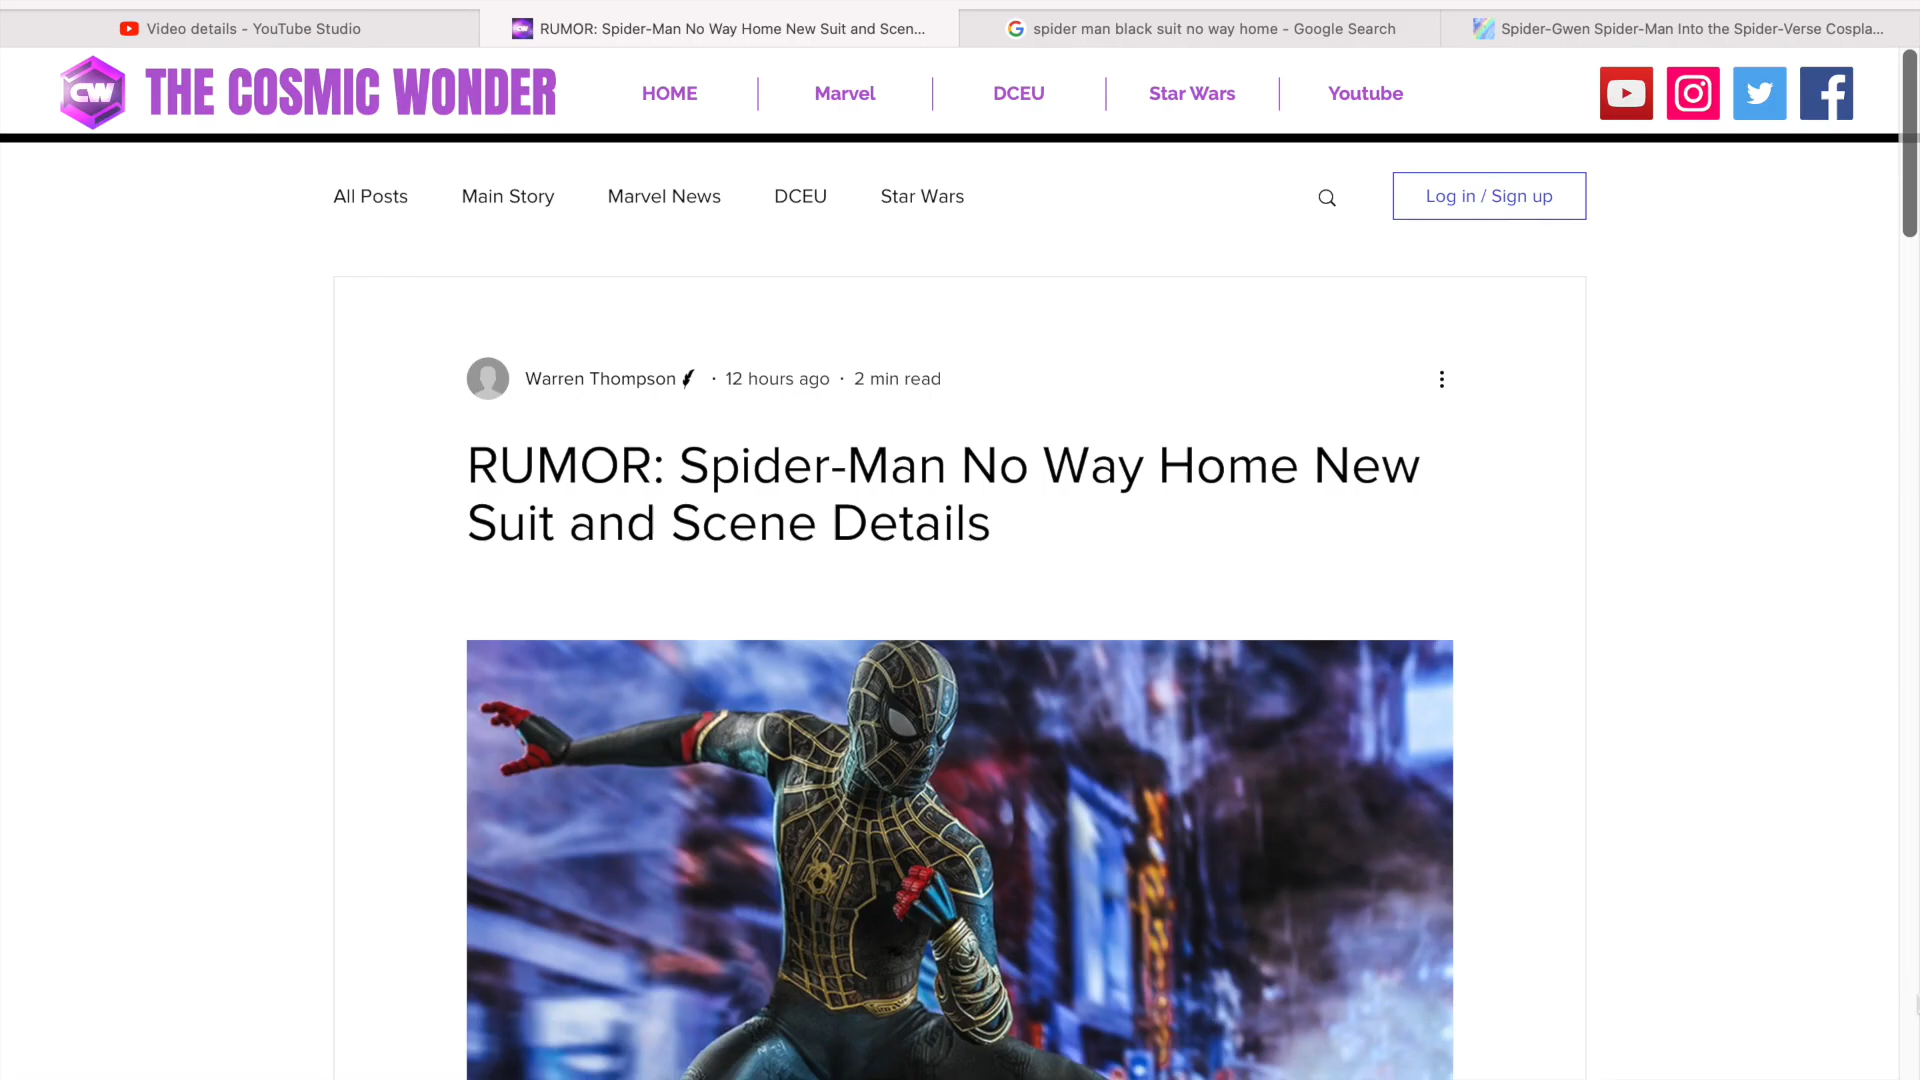 Video details - YouTube Studio
RUMOR: Spider-Man No Way Home New Suit and Scen...
spider man black suit no way home - Google Search
Spider-Gwen Spider-Man Into the Spider-Verse Cospla...
CW
THE COSMIC WONDER
HOME
Marvel
DCEU
Star Wars
Youtube
All Posts
Main Story
Marvel News
DCEU
Star Wars
Log in / Sign up
Warren Thompson · 12 hours ago · 2 min read
RUMOR: Spider-Man No Way Home New
Suit and Scene Details